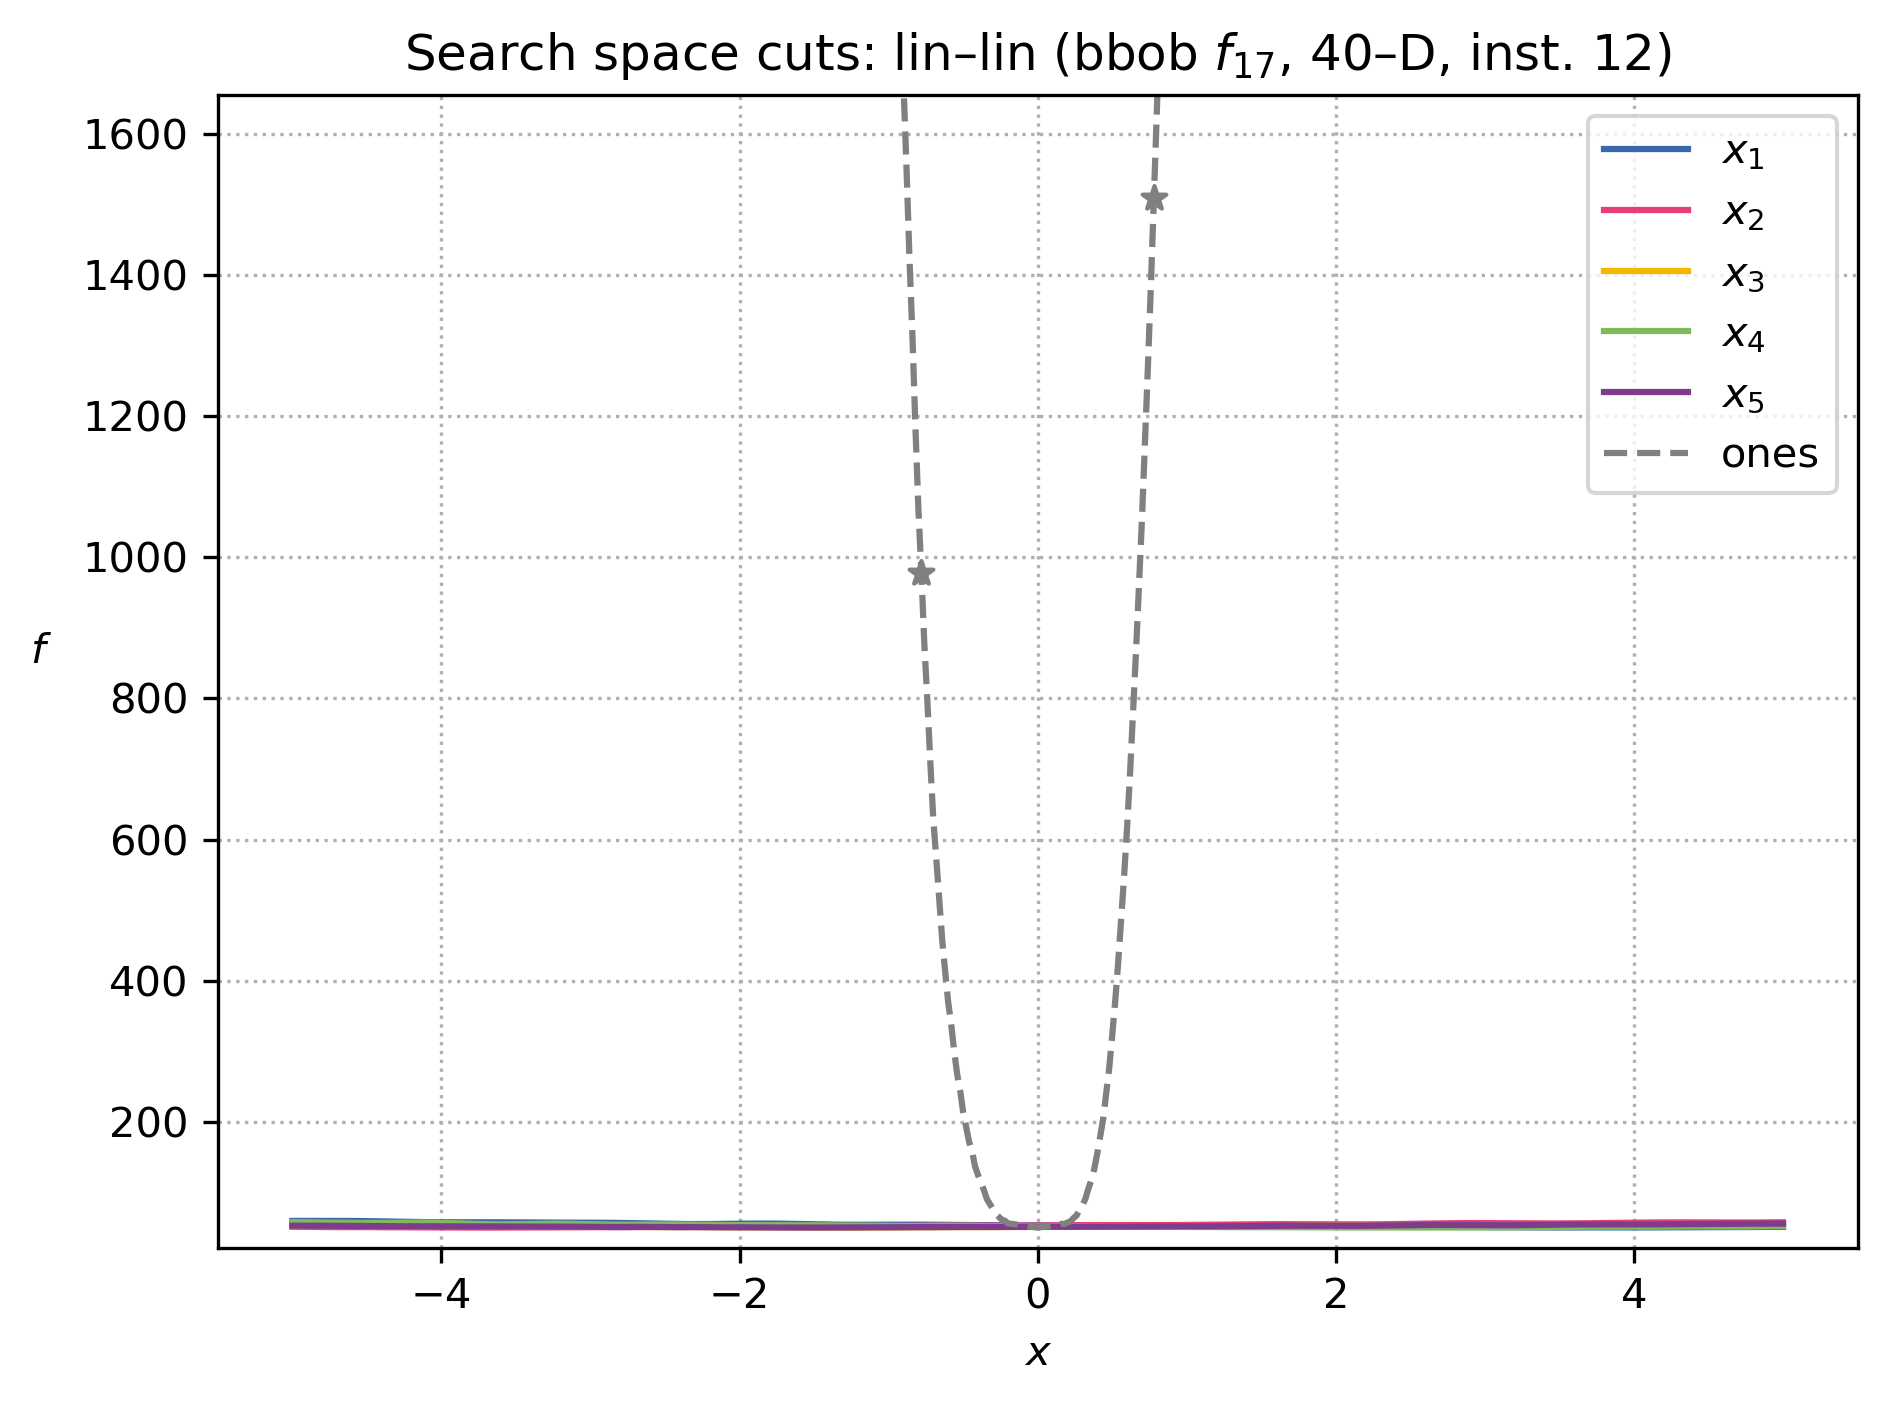 Search space cuts: lin–lin (bbob f₁₇, 40–D, inst. 12)
1600
1400
1200
1000
800
600
400
200
f
−4
−2
0
2
4
x
x₁
x₂
x₃
x₄
x₅
ones